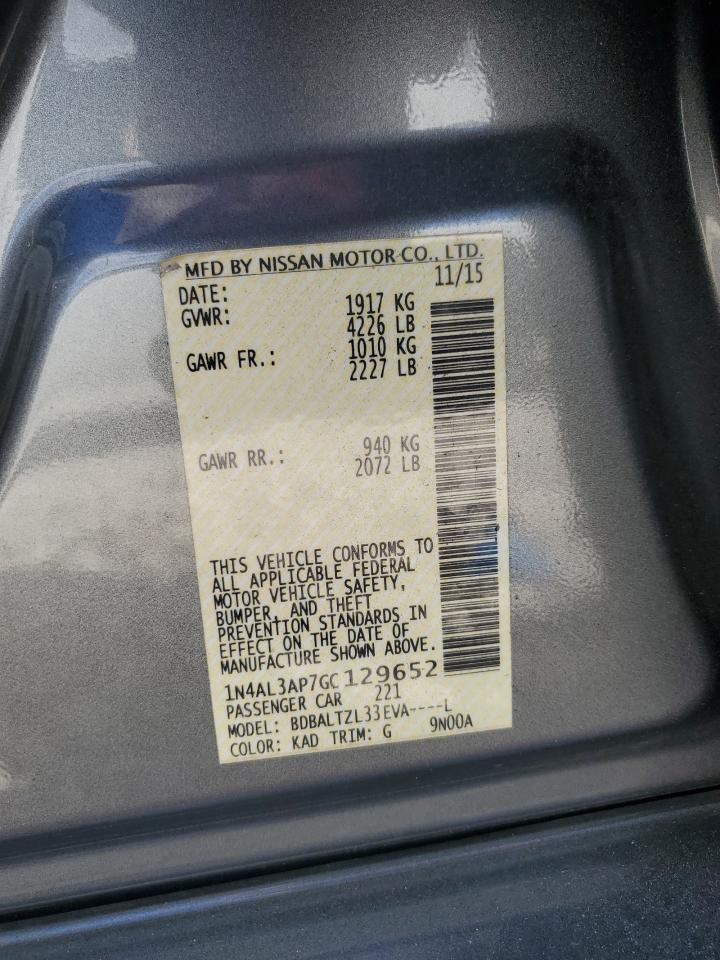 MFD BY NISSAN MOTOR CO., LTD.
DATE: 11/15
GVWR: 1917 KG
4226 LB
GAWR FR.: 1010 KG
2227 LB
GAWR RR.: 940 KG
2072 LB
THIS VEHICLE CONFORMS TO
ALL APPLICABLE FEDERAL
MOTOR VEHICLE SAFETY,
BUMPER, AND THEFT
PREVENTION STANDARDS IN
EFFECT ON THE DATE OF
MANUFACTURE SHOWN ABOVE.
1N4AL3AP7GC129652
PASSENGER CAR 221
MODEL: BDBALTZL33EVA----L
COLOR: KAD TRIM: G 9N00A